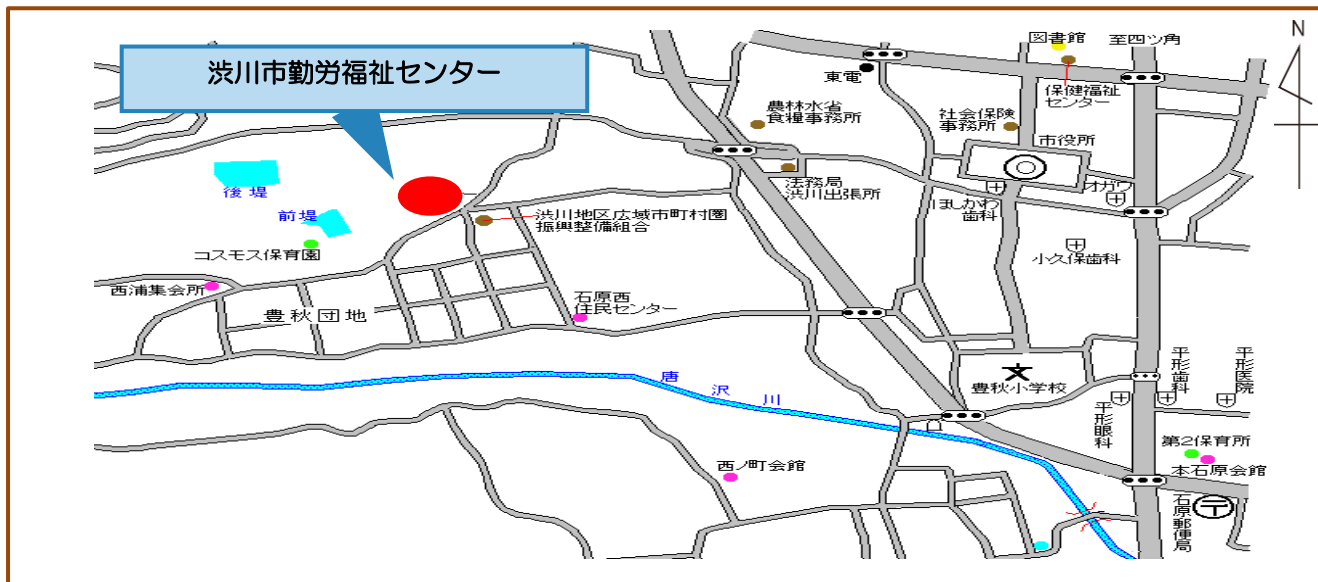 渋川市勤労福祉センター
N
図書館
至四ツ角
東電
保健福祉
センター
農林水省
食糧事務所
社会保険
事務所
市役所
法務局
渋川出張所
オガワ
ほしかわ
歯科
後堤
前堤
渋川地区広域市町村圏
振興整備組合
コスモス保育園
小久保歯科
西浦集会所
石原西
住民センター
豊秋団地
唐沢川
豊秋小学校
平形歯科
平形医院
平形眼科
第2保育所
本石原会館
西ノ町会館
石原郵便局